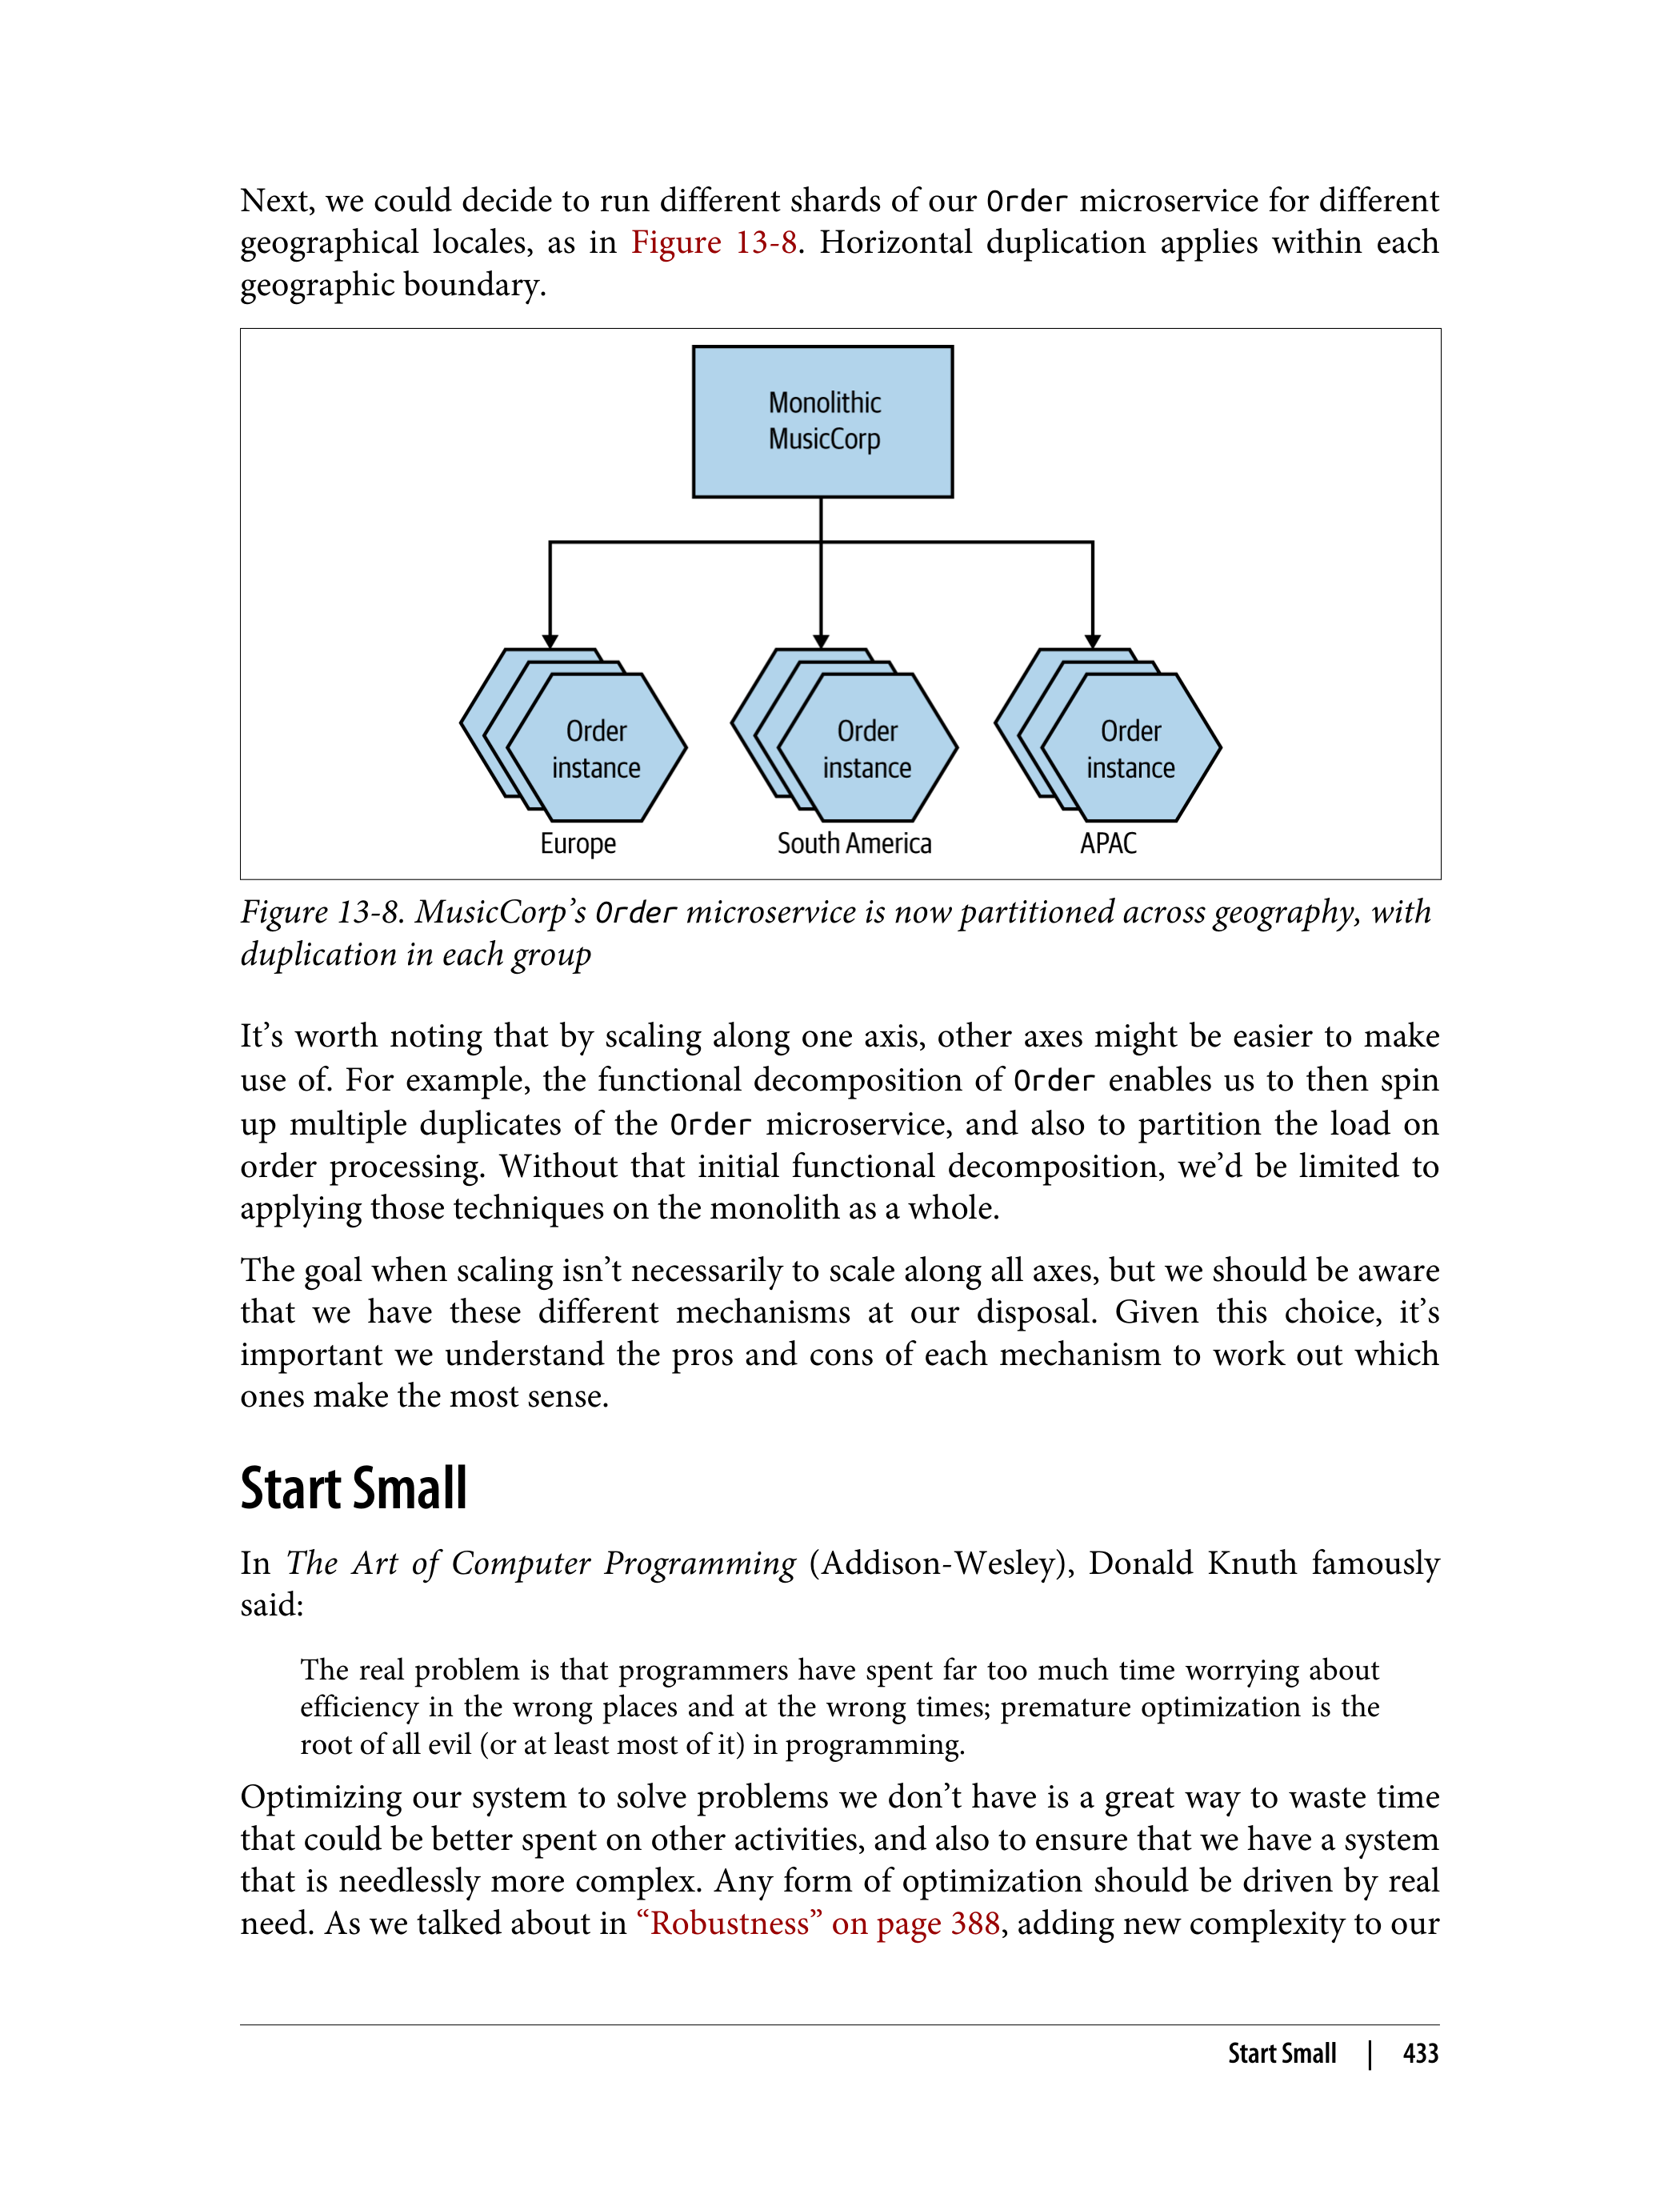 Next, we could decide to run different shards of our Order microservice for different
geographical locales, as in Figure 13-8. Horizontal duplication applies within each
geographic boundary.
Monolithic
MusicCorp
Order
instance
Order
instance
Order
instance
Europe
South America
APAC
Figure 13-8. MusicCorp’s Order microservice is now partitioned across geography, with
duplication in each group
It’s worth noting that by scaling along one axis, other axes might be easier to make
use of. For example, the functional decomposition of Order enables us to then spin
up multiple duplicates of the Order microservice, and also to partition the load on
order processing. Without that initial functional decomposition, we’d be limited to
applying those techniques on the monolith as a whole.
The goal when scaling isn’t necessarily to scale along all axes, but we should be aware
that we have these different mechanisms at our disposal. Given this choice, it’s
important we understand the pros and cons of each mechanism to work out which
ones make the most sense.
Start Small
In The Art of Computer Programming (Addison-Wesley), Donald Knuth famously
said:
The real problem is that programmers have spent far too much time worrying about
efficiency in the wrong places and at the wrong times; premature optimization is the
root of all evil (or at least most of it) in programming.
Optimizing our system to solve problems we don’t have is a great way to waste time
that could be better spent on other activities, and also to ensure that we have a system
that is needlessly more complex. Any form of optimization should be driven by real
need. As we talked about in “Robustness” on page 388, adding new complexity to our
Start Small | 433